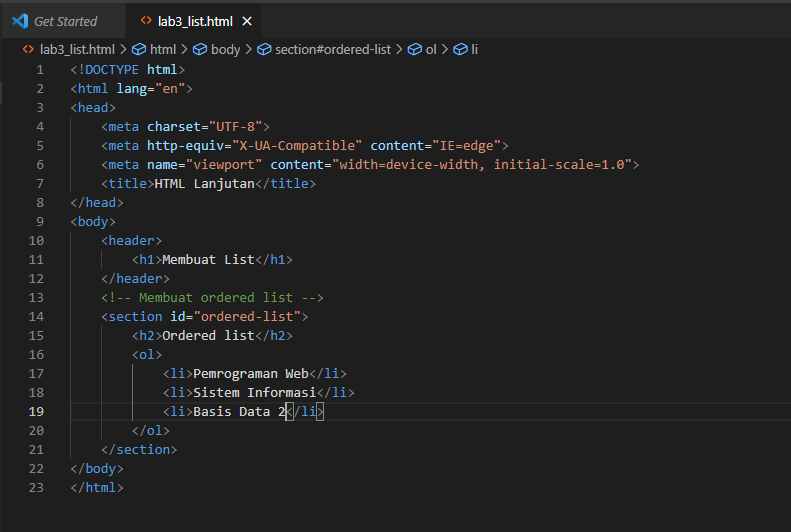 Get Started lab3_list.html
lab3_list.html > html > body > section#ordered-list > ol > li
1 <!DOCTYPE html>
2 <html lang="en">
3 <head>
4     <meta charset="UTF-8">
5     <meta http-equiv="X-UA-Compatible" content="IE=edge">
6     <meta name="viewport" content="width=device-width, initial-scale=1.0">
7     <title>HTML Lanjutan</title>
8 </head>
9 <body>
10     <header>
11         <h1>Membuat List</h1>
12     </header>
13     <!-- Membuat ordered list -->
14     <section id="ordered-list">
15         <h2>Ordered list</h2>
16         <ol>
17             <li>Pemrograman Web</li>
18             <li>Sistem Informasi</li>
19             <li>Basis Data 2</li>
20         </ol>
21     </section>
22 </body>
23 </html>